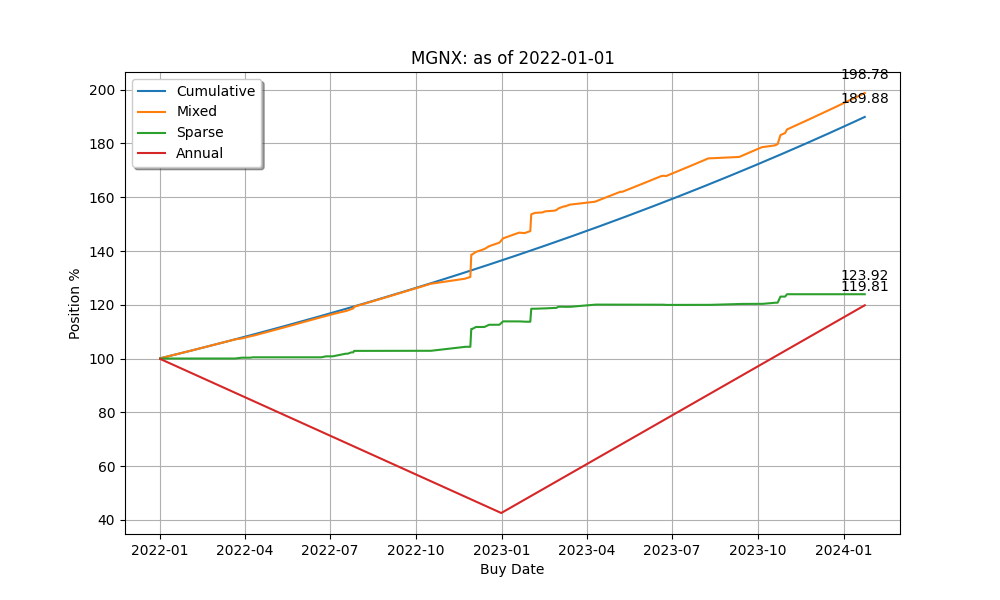 MGNX: as of 2022-01-01
Cumulative
Mixed
Sparse
Annual
198.78
189.88
123.92
119.81
200
180
160
140
120
100
80
60
40
Position %
2022-01 2022-04 2022-07 2022-10 2023-01 2023-04 2023-07 2023-10 2024-01
Buy Date